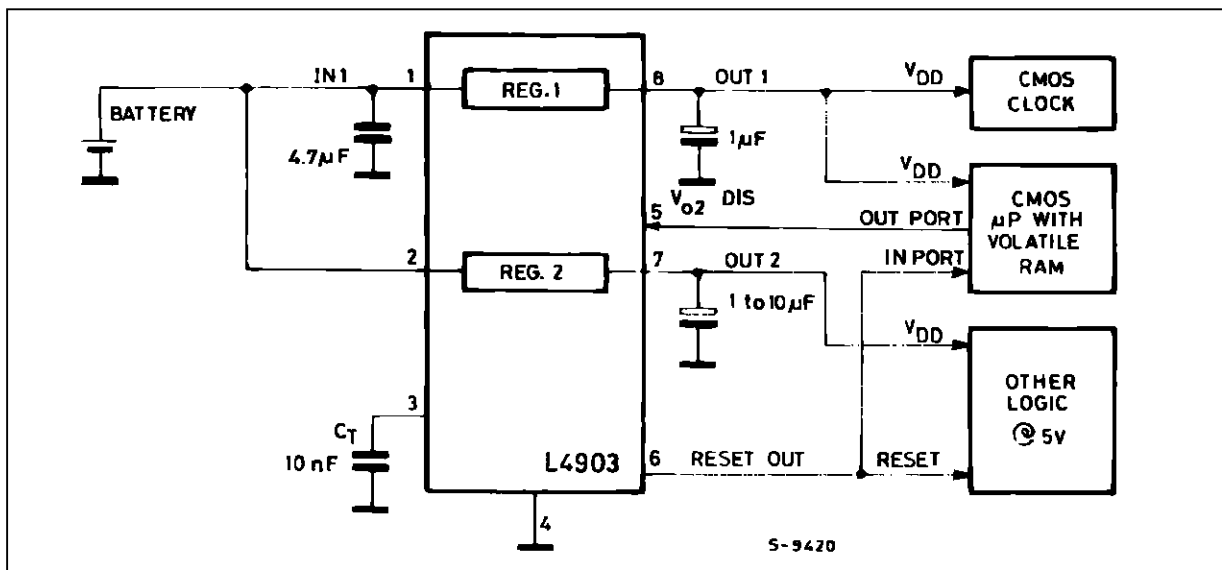 IN 1
1
REG. 1
8
OUT 1
VDD
CMOS
CLOCK
BATTERY
4.7µF
1µF
VDD
CMOS
µP WITH
VOLATILE
RAM
Vo2 DIS
5
OUT PORT
IN PORT
2
REG. 2
7
OUT 2
1 to 10µF
VDD
OTHER
LOGIC
@ 5V
3
CT
10 nF
L4903
6
RESET OUT
RESET
4
S-9420